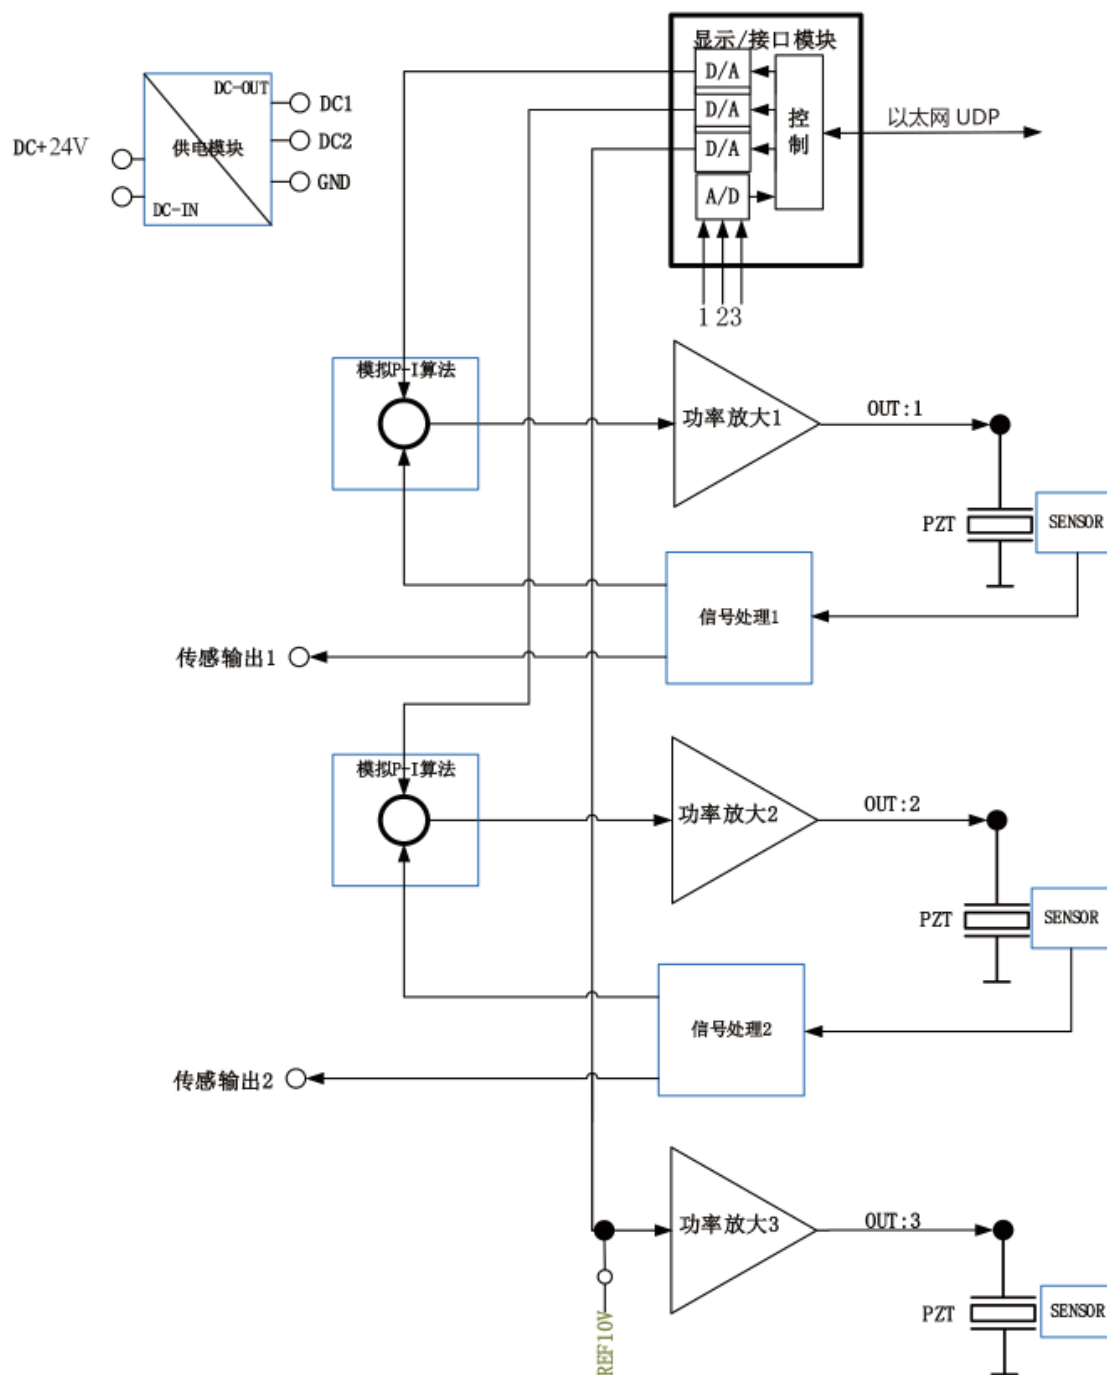 显示/接口模块
D/A
D/A
D/A
A/D
控制
以太网 UDP
1 23
DC+24V
DC-OUT
供电模块
DC-IN
DC1
DC2
GND
模拟P-I算法
功率放大1
OUT:1
PZT
SENSOR
信号处理1
传感输出1
模拟P-I算法
功率放大2
OUT:2
PZT
SENSOR
信号处理2
传感输出2
功率放大3
OUT:3
PZT
SENSOR
REF10V